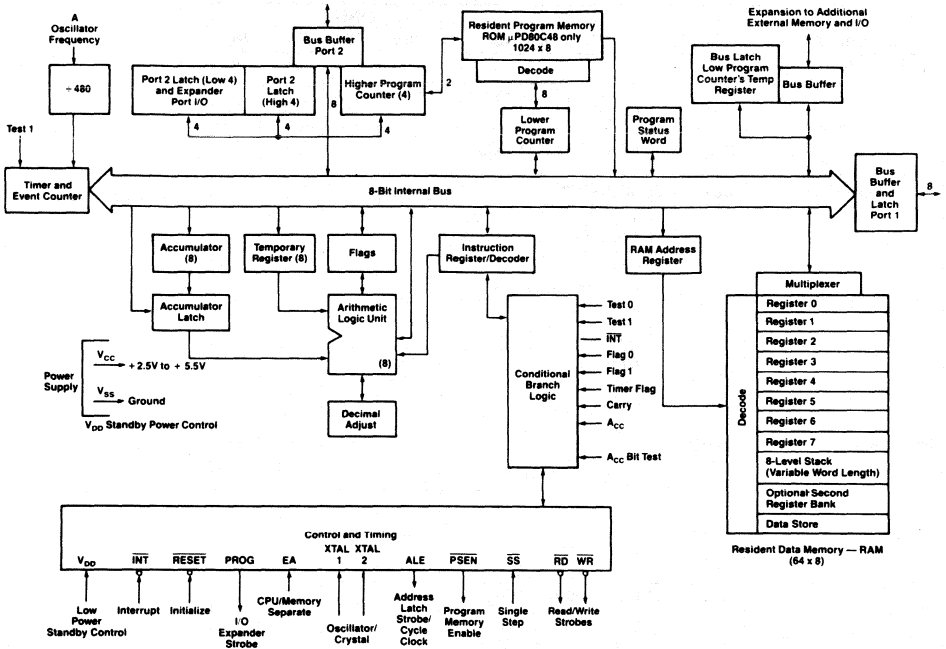 A
Oscillator
Frequency
÷ 480
Test 1
Timer and
Event Counter
Port 2 Latch (Low 4)
and Expander
Port I/O
Port 2
Latch
(High 4)
Bus Buffer
Port 2
Higher Program
Counter (4)
4
4
8
4
2
Resident Program Memory
ROM µPD80C48 only
1024 x 8
Decode
8
Lower
Program
Counter
Program
Status
Word
Expansion to Additional
External Memory and I/O
Bus Latch
Low Program
Counter's Temp
Register
Bus Buffer
8-Bit Internal Bus
Bus
Buffer
and
Latch
Port 1
8
Accumulator
(8)
Temporary
Register (8)
Flags
Instruction
Register/Decoder
RAM Address
Register
Accumulator
Latch
Arithmetic
Logic Unit
(8)
Decimal
Adjust
Power
Supply
VCC
+ 2.5V to + 5.5V
VSS
Ground
VDD Standby Power Control
Conditional
Branch
Logic
Test 0
Test 1
INT
Flag 0
Flag 1
Timer Flag
Carry
ACC
ACC Bit Test
Multiplexer
Decode
Register 0
Register 1
Register 2
Register 3
Register 4
Register 5
Register 6
Register 7
8-Level Stack
(Variable Word Length)
Optional Second
Register Bank
Data Store
Resident Data Memory — RAM
(64 x 8)
Control and Timing
VDD
INT
RESET
PROG
EA
XTAL
1
XTAL
2
ALE
PSEN
SS
RD
WR
Low
Power
Standby Control
Interrupt
Initialize
I/O
Expander
Strobe
CPU/Memory
Separate
Oscillator/
Crystal
Address
Latch
Strobe/
Cycle
Clock
Program
Memory
Enable
Single
Step
Read/Write
Strobes